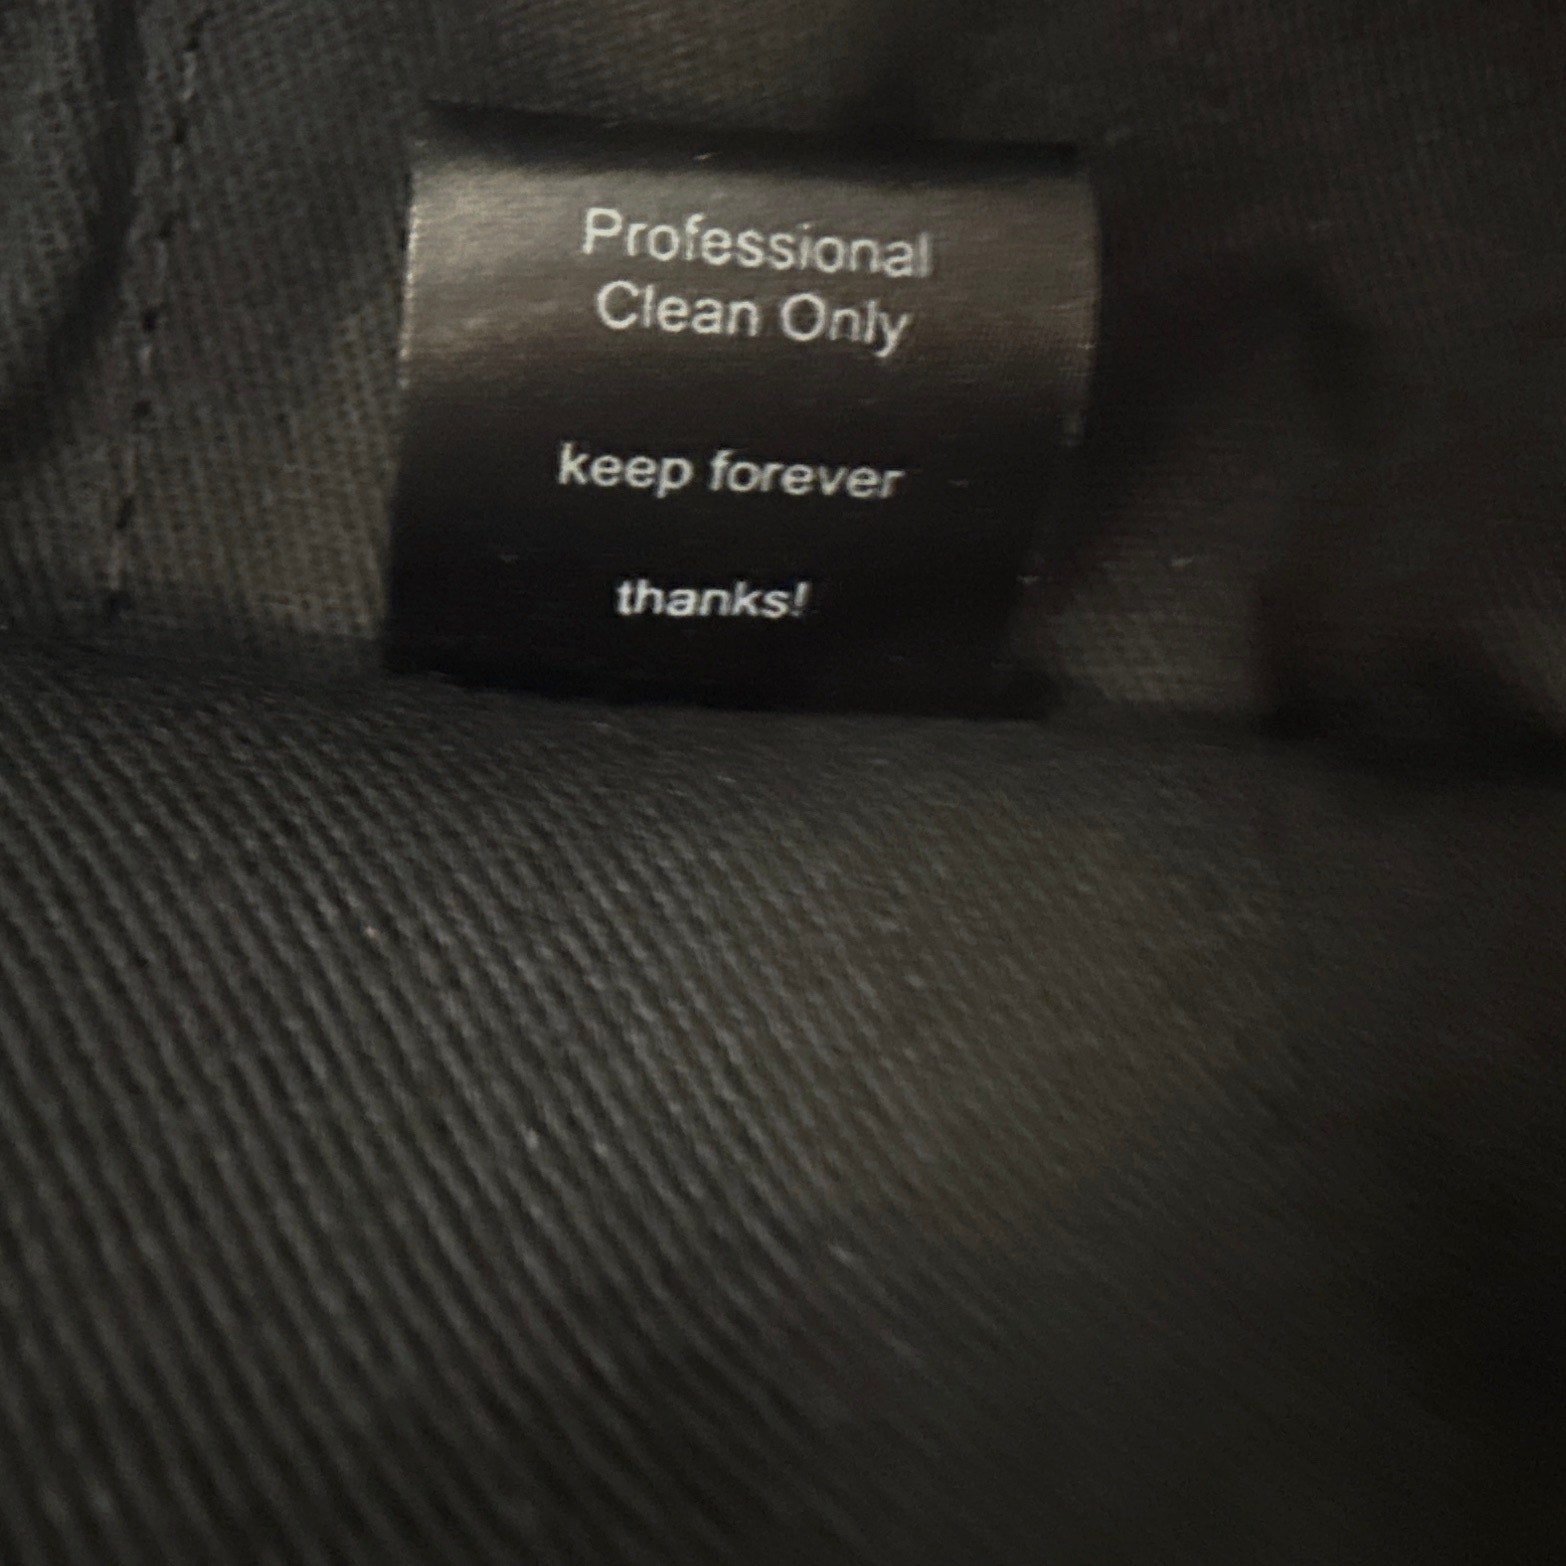 Professional
Clean Only
keep forever
thanks!